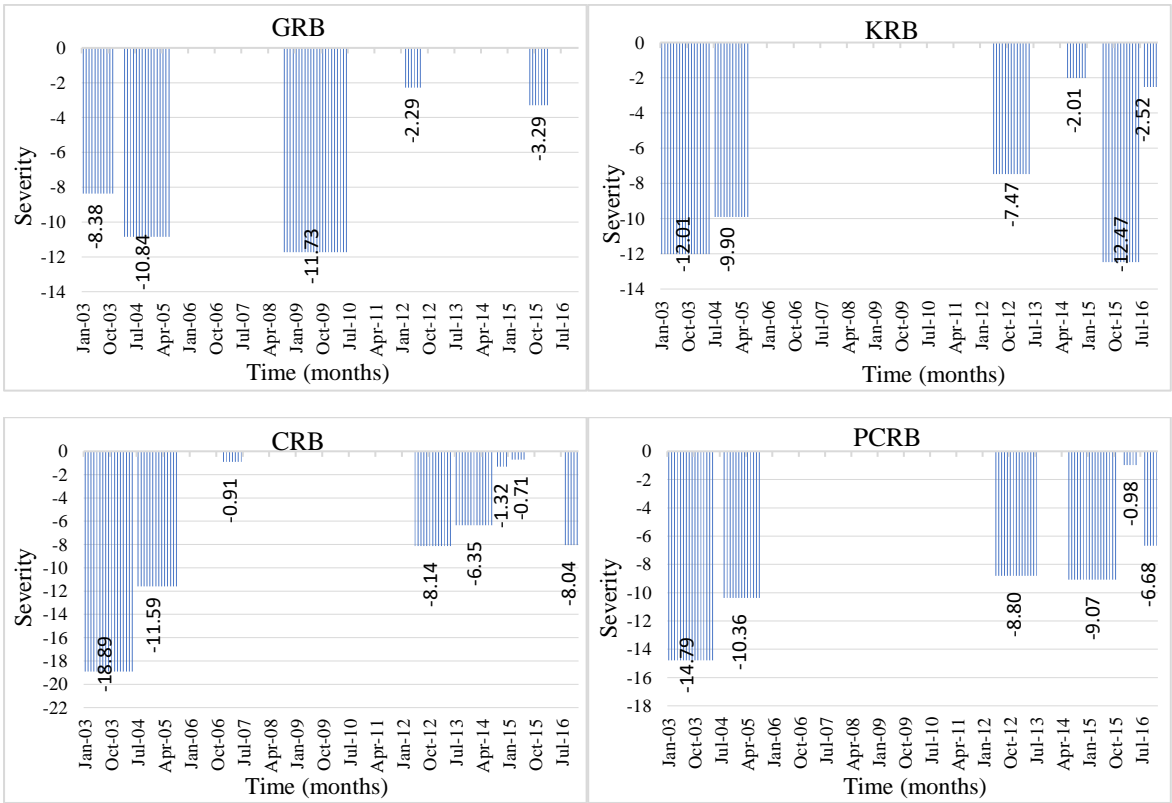 GRB
0
-2
-4
-6
-8
-10
-12
-14
Severity
-8.38
-10.84
-11.73
-2.29
-3.29
Jan-03
Oct-03
Jul-04
Apr-05
Jan-06
Oct-06
Jul-07
Apr-08
Jan-09
Oct-09
Jul-10
Apr-11
Jan-12
Oct-12
Jul-13
Apr-14
Jan-15
Oct-15
Jul-16
Time (months)
KRB
0
-2
-4
-6
-8
-10
-12
-14
Severity
-12.01
-9.90
-7.47
-2.01
-12.47
-2.52
Jan-03
Oct-03
Jul-04
Apr-05
Jan-06
Oct-06
Jul-07
Apr-08
Jan-09
Oct-09
Jul-10
Apr-11
Jan-12
Oct-12
Jul-13
Apr-14
Jan-15
Oct-15
Jul-16
Time (months)
CRB
0
-2
-4
-6
-8
-10
-12
-14
-16
-18
-20
-22
Severity
-18.89
-11.59
-0.91
-8.14
-6.35
-1.32
-0.71
-8.04
Jan-03
Oct-03
Jul-04
Apr-05
Jan-06
Oct-06
Jul-07
Apr-08
Jan-09
Oct-09
Jul-10
Apr-11
Jan-12
Oct-12
Jul-13
Apr-14
Jan-15
Oct-15
Jul-16
Time (months)
PCRB
0
-2
-4
-6
-8
-10
-12
-14
-16
-18
Severity
-14.79
-10.36
-8.80
-9.07
-0.98
-6.68
Jan-03
Oct-03
Jul-04
Apr-05
Jan-06
Oct-06
Jul-07
Apr-08
Jan-09
Oct-09
Jul-10
Apr-11
Jan-12
Oct-12
Jul-13
Apr-14
Jan-15
Oct-15
Jul-16
Time (months)